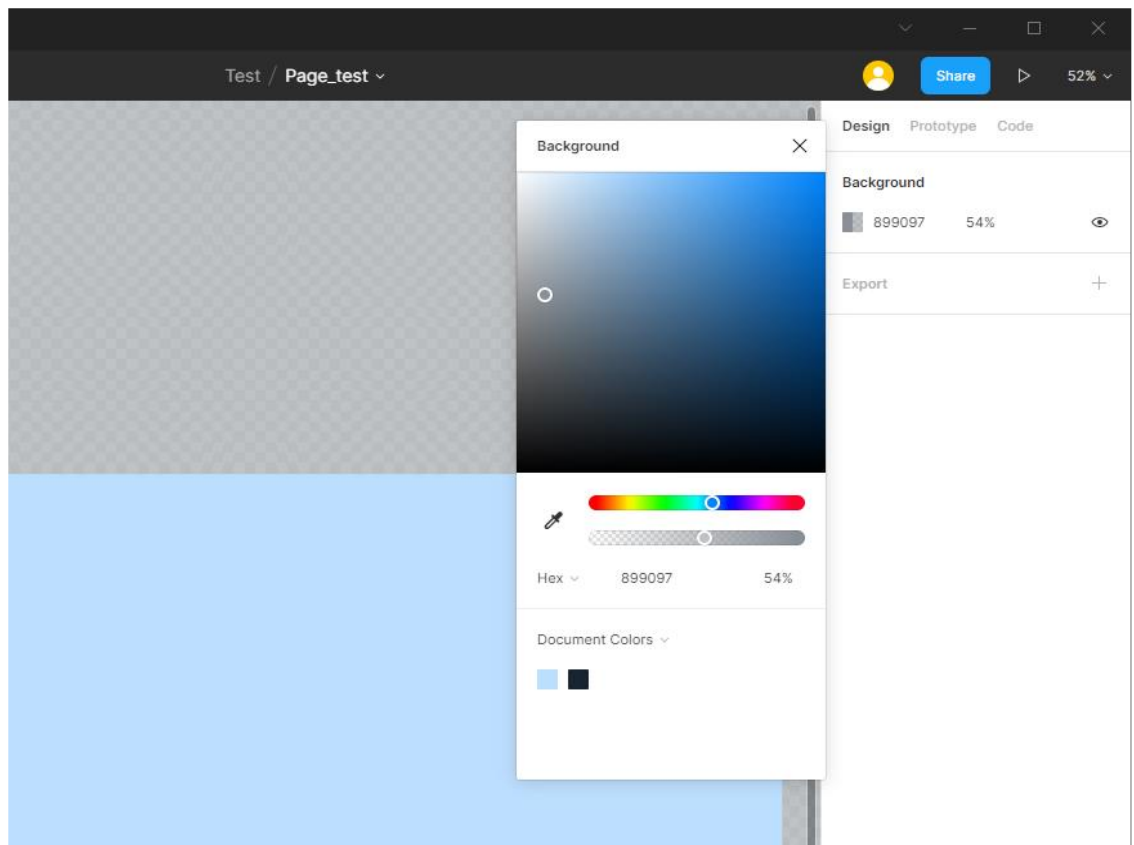 Test / Page_test
Share
52%
Design Prototype Code
Background
Background
899097 54%
Export
Hex 899097 54%
Document Colors